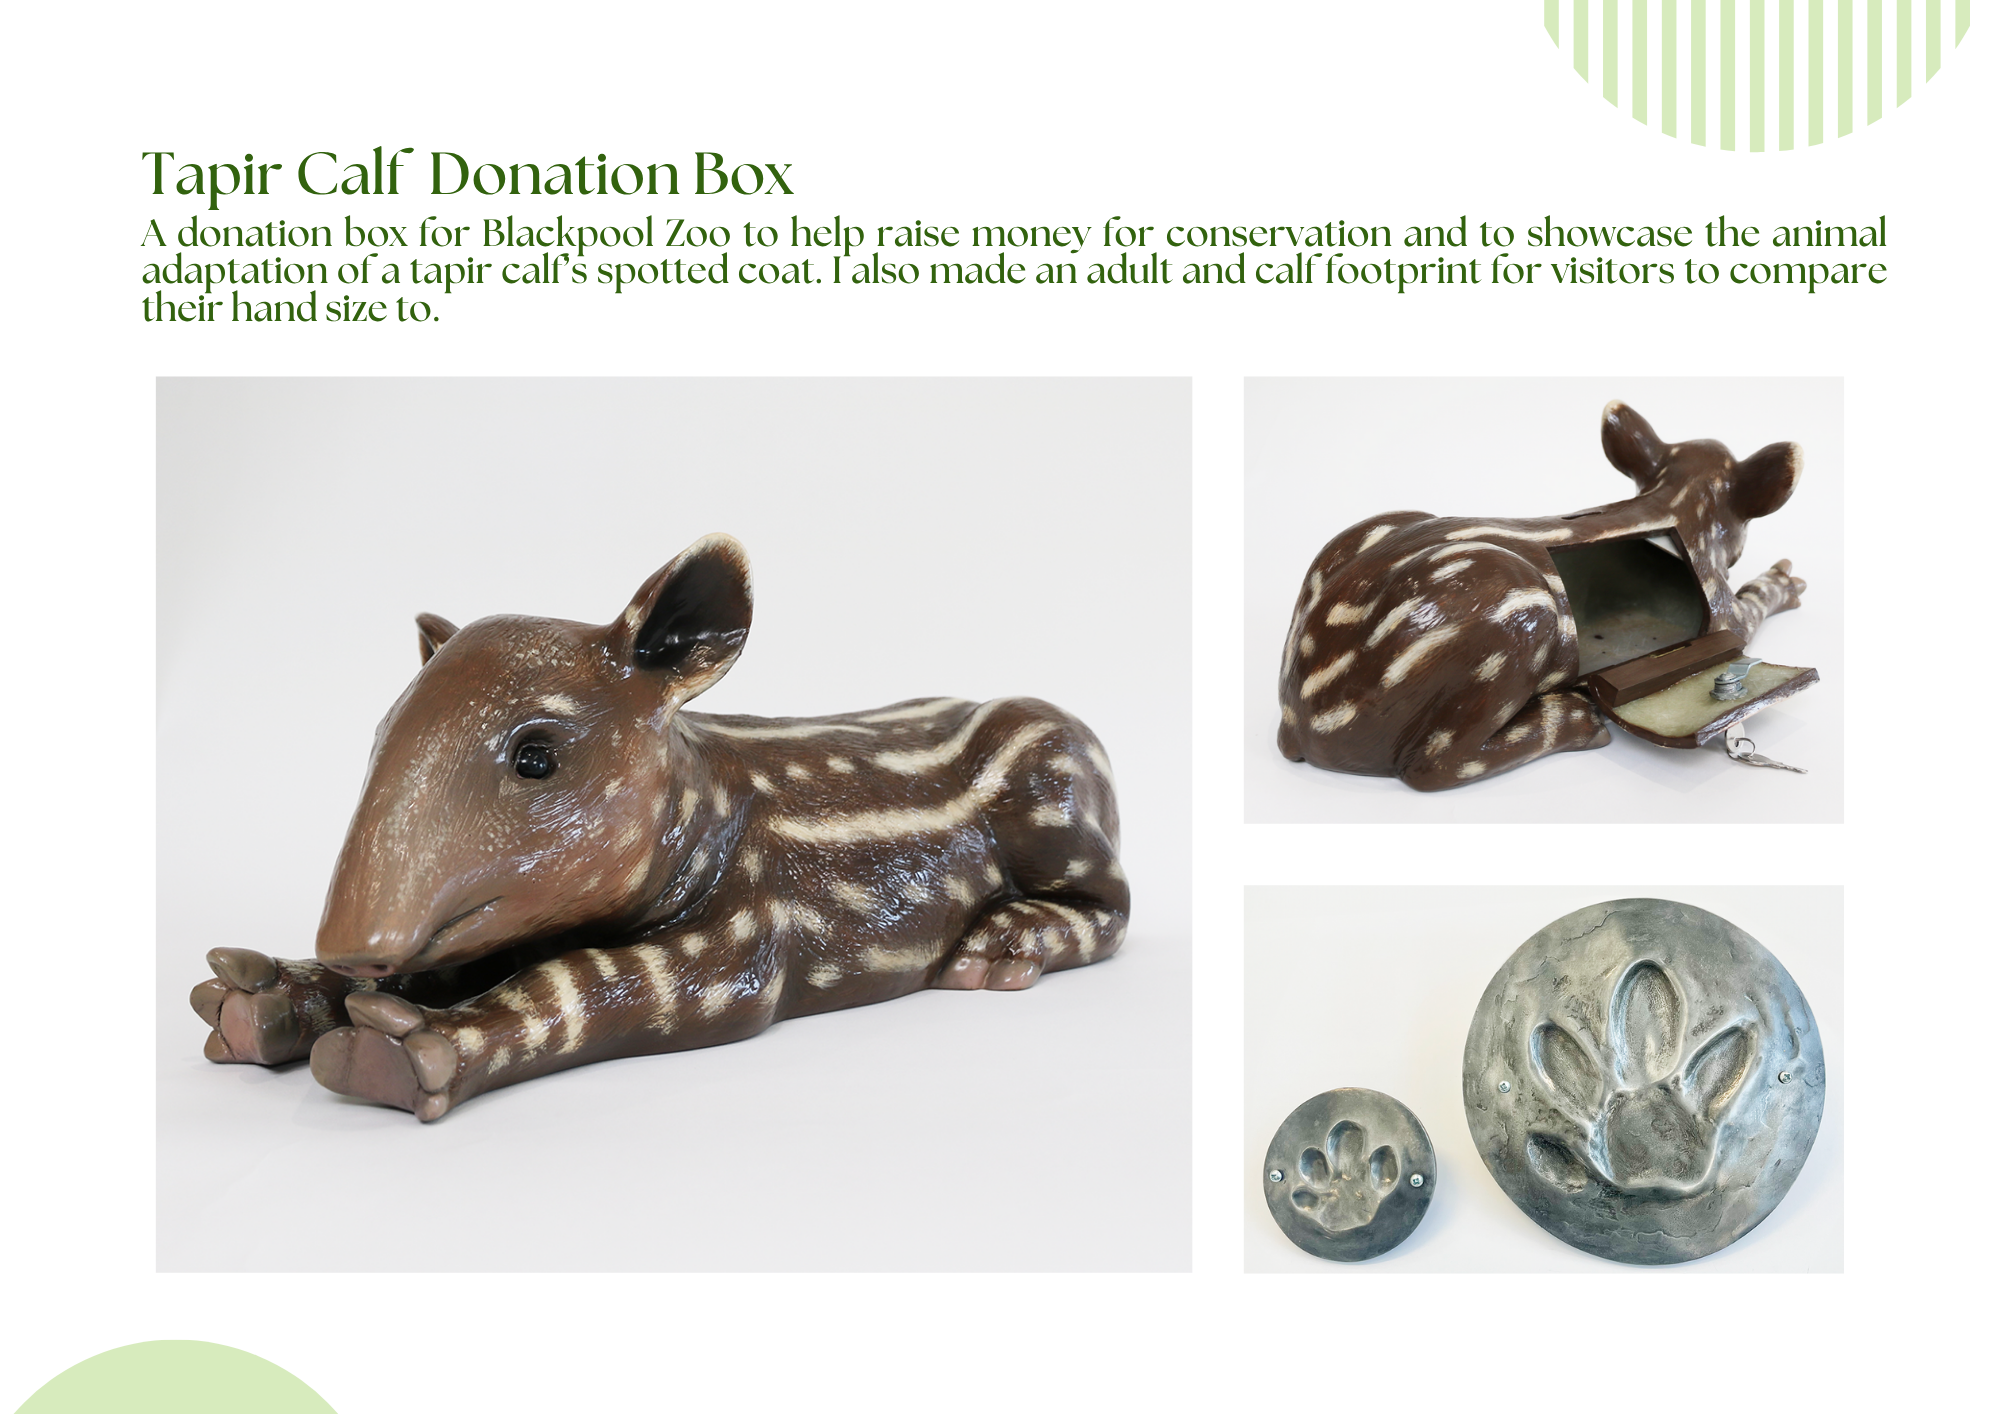 Tapir Calf Donation Box
A donation box for Blackpool Zoo to help raise money for conservation and to showcase the animal
adaptation of a tapir calf's spotted coat. I also made an adult and calf footprint for visitors to compare
their hand size to.